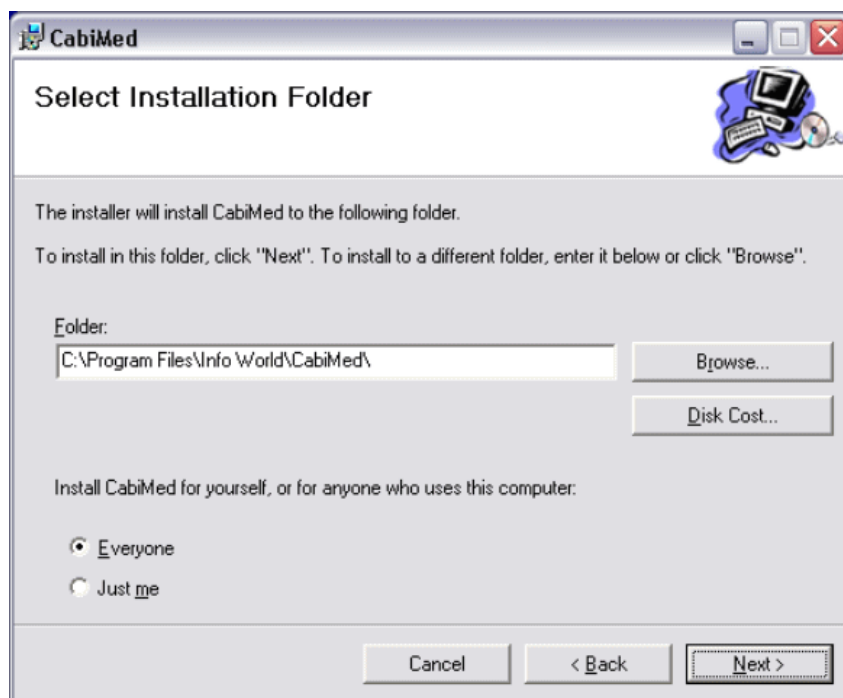 CabiMed
Select Installation Folder
The installer will install CabiMed to the following folder.
To install in this folder, click "Next". To install to a different folder, enter it below or click "Browse".
Folder:
C:\Program Files\Info World\CabiMed\
Browse...
Disk Cost...
Install CabiMed for yourself, or for anyone who uses this computer:
Everyone
Just me
Cancel
< Back
Next >